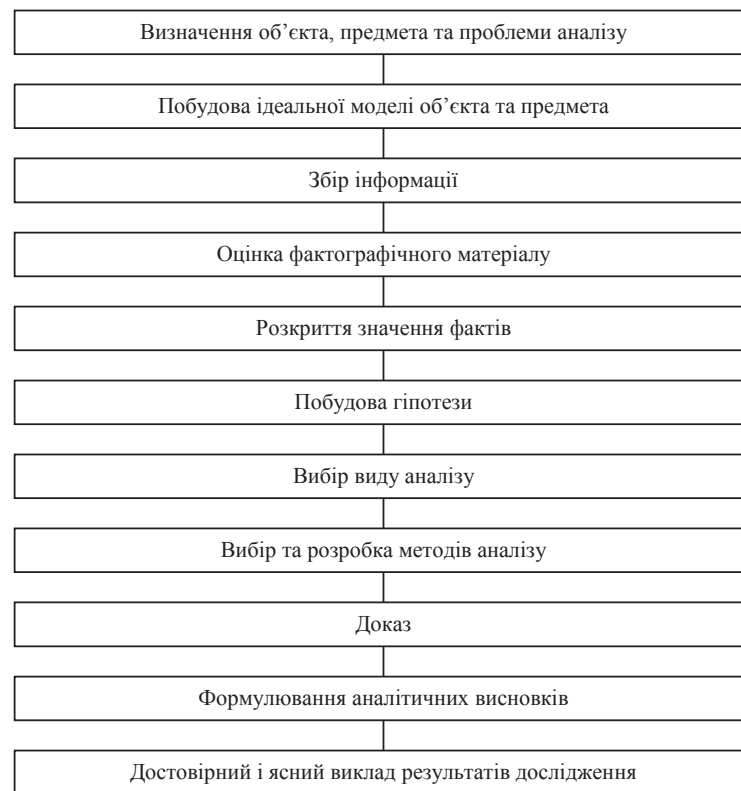 Визначення об’єкта, предмета та проблеми аналізу
Побудова ідеальної моделі об’єкта та предмета
Збір інформації
Оцінка фактографічного матеріалу
Розкриття значення фактів
Побудова гіпотези
Вибір виду аналізу
Вибір та розробка методів аналізу
Доказ
Формулювання аналітичних висновків
Достовірний і ясний виклад результатів дослідження